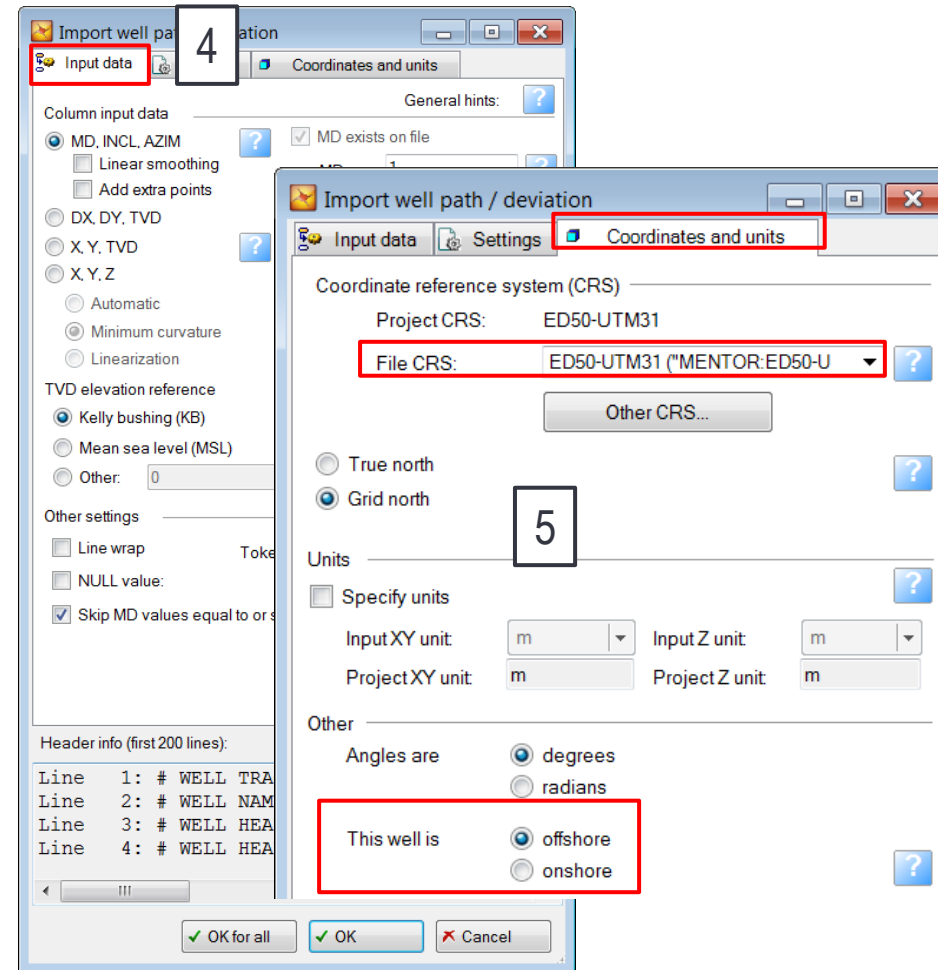 Import well pa ation
4
Input data
Coordinates and units
General hints: ?
Column input data
MD, INCL, AZIM ?
MD exists on file
Linear smoothing
Add extra points
DX, DY, TVD
X, Y, TVD ?
X, Y, Z
Automatic
Minimum curvature
Linearization
TVD elevation reference
Kelly bushing (KB)
Mean sea level (MSL)
Other: 0
Other settings
Line wrap Toke
NULL value:
Skip MD values equal to or s
Header info (first 200 lines):
Line 1: # WELL TRA
Line 2: # WELL NAM
Line 3: # WELL HEA
Line 4: # WELL HEA
OK for all OK Cancel
Import well path / deviation
Input data Settings Coordinates and units
Coordinate reference system (CRS)
Project CRS: ED50-UTM31
File CRS: ED50-UTM31 ("MENTOR:ED50-U ?
Other CRS...
True north ?
Grid north
5
Units
Specify units ?
Input XY unit: m Input Z unit: m
Project XY unit: m Project Z unit: m
Other
Angles are degrees
radians
This well is offshore
onshore ?